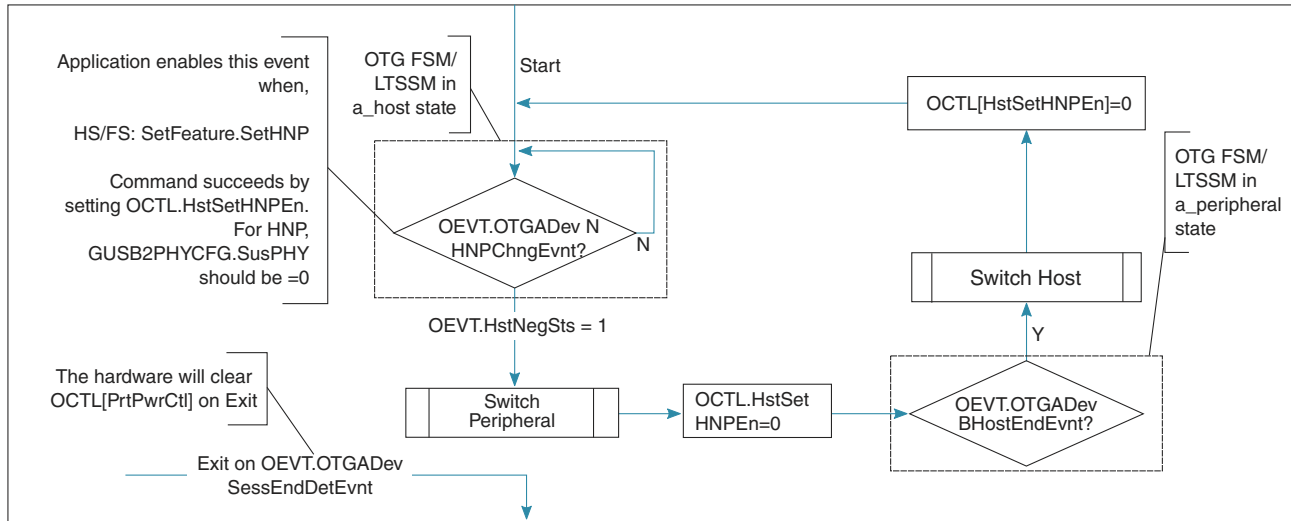 Application enables this event
when,
HS/FS: SetFeature.SetHNP
Command succeeds by
setting OCTL.HstSetHNPEn.
For HNP,
GUSB2PHYCFG.SusPHY
should be =0
OTG FSM/
LTSSM in
a_host state
Start
OEVT.OTGADev N
HNPChngEvnt?
N
OEVT.HstNegSts = 1
Switch
Peripheral
OCTL.HstSet
HNPEn=0
OEVT.OTGADev
BHostEndEvnt?
Y
Switch Host
OCTL[HstSetHNPEn]=0
OTG FSM/
LTSSM in
a_peripheral
state
The hardware will clear
OCTL[PrtPwrCtl] on Exit
Exit on OEVT.OTGADev
SessEndDetEvnt